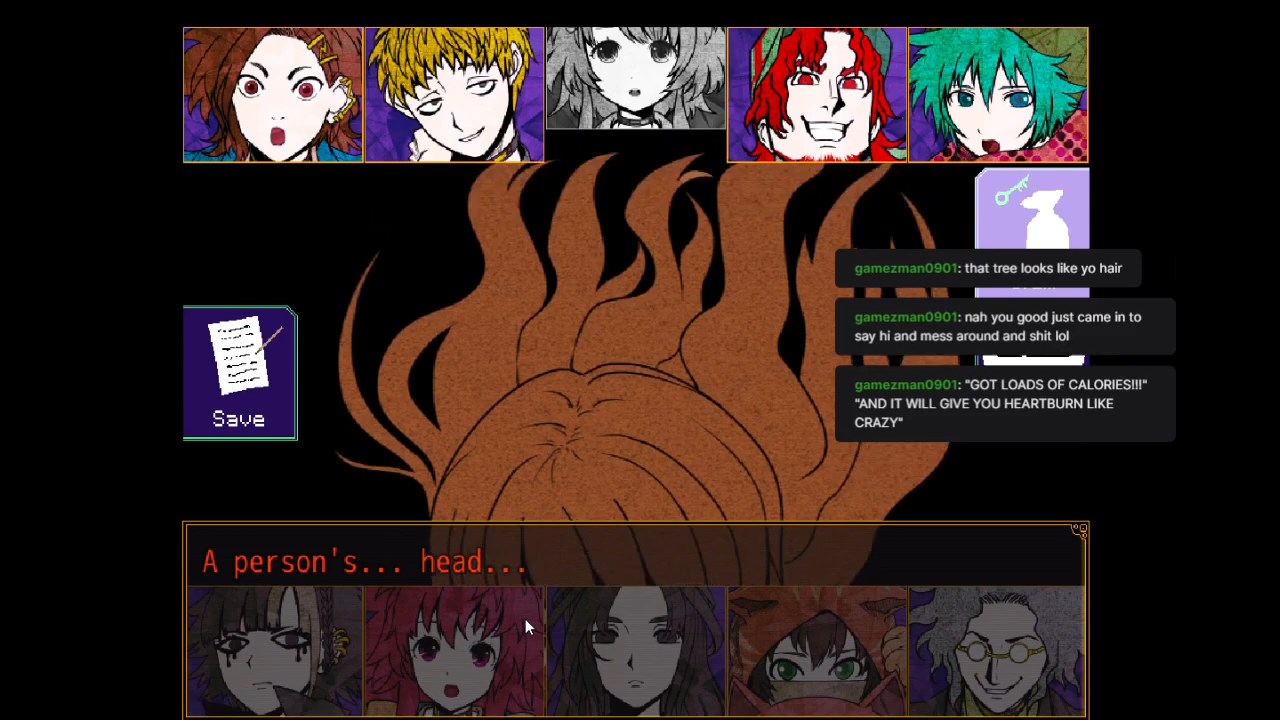 gamezman0901: that tree looks like yo hair
gamezman0901: nah you good just came in to
say hi and mess around and shit lol
gamezman0901: "GOT LOADS OF CALORIES!!!"
"AND IT WILL GIVE YOU HEARTBURN LIKE
CRAZY"
Save
A person's... head...